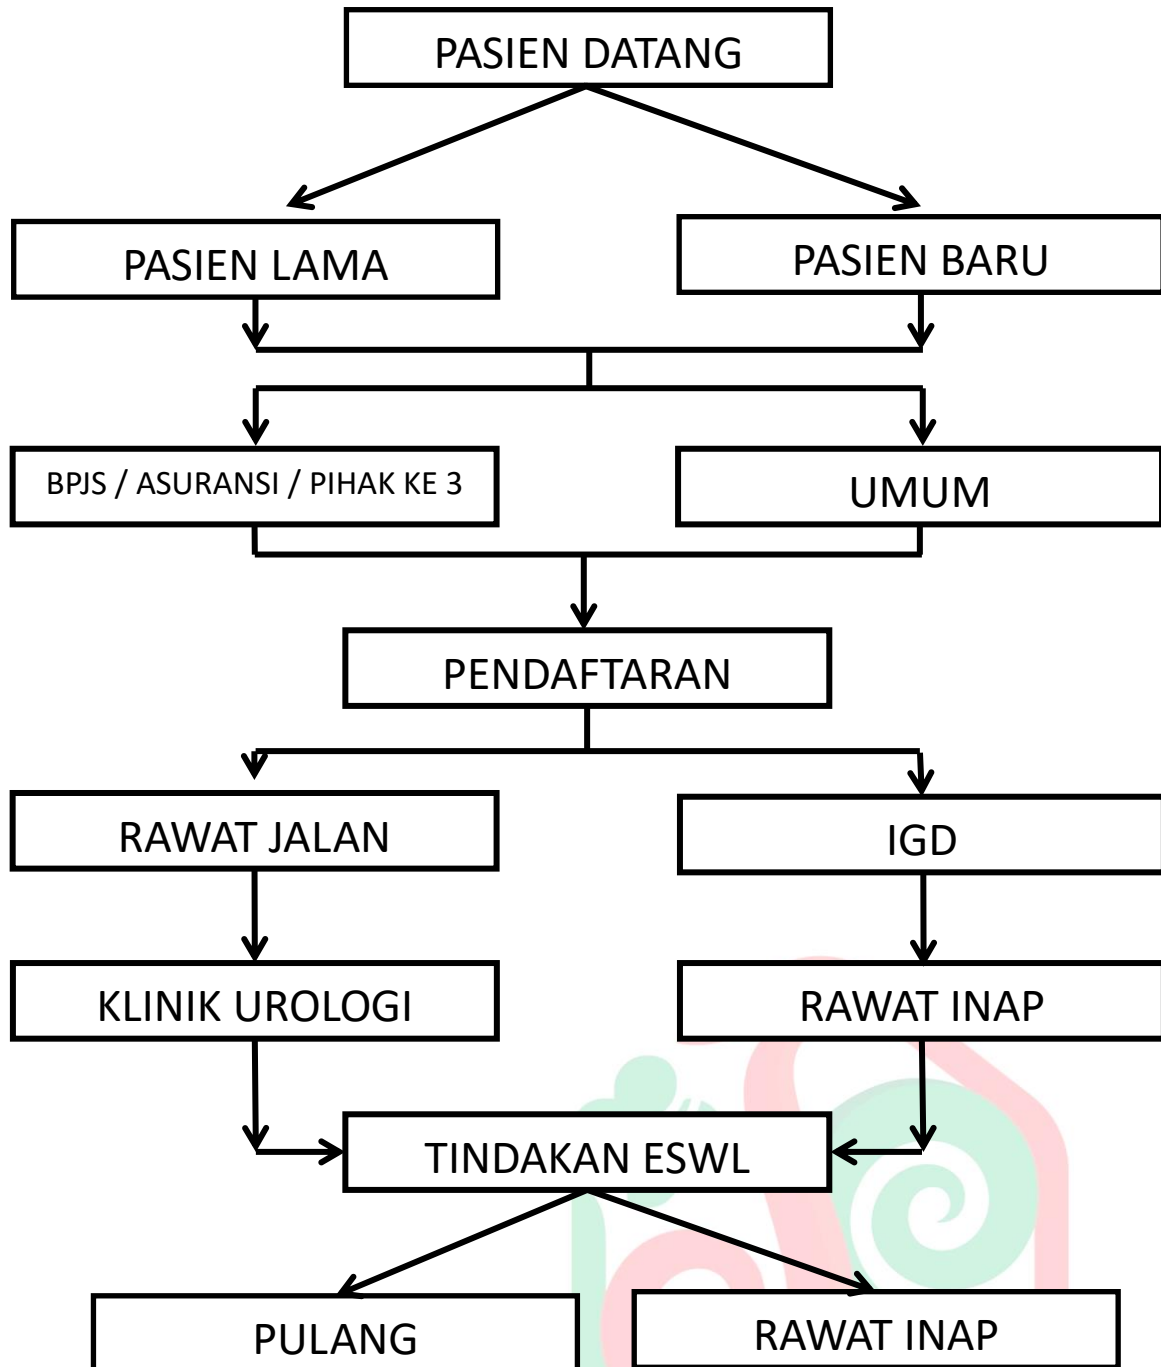 PASIEN DATANG
PASIEN LAMA
PASIEN BARU
BPJS / ASURANSI / PIHAK KE 3
UMUM
PENDAFTARAN
RAWAT JALAN
IGD
KLINIK UROLOGI
RAWAT INAP
TINDAKAN ESWL
PULANG
RAWAT INAP